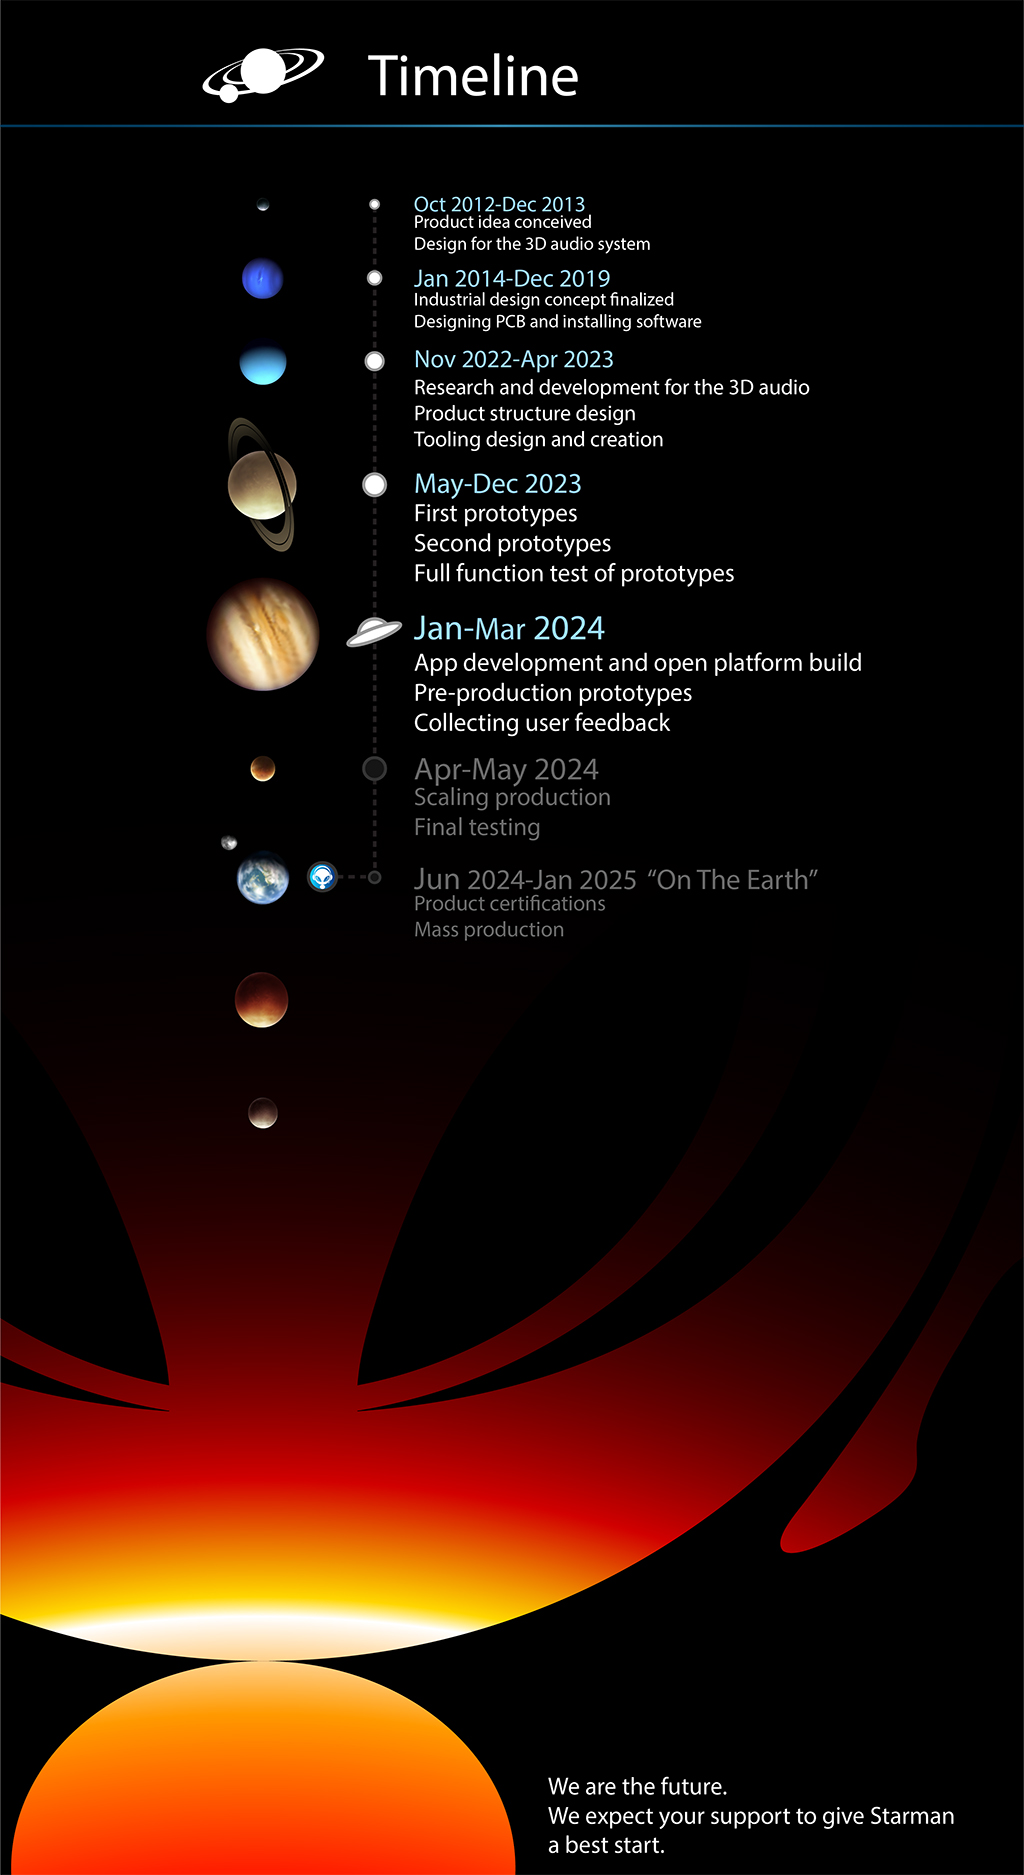 Timeline
Oct 2012-Dec 2013
Product idea conceived
Design for the 3D audio system
Jan 2014-Dec 2019
Industrial design concept finalized
Designing PCB and installing software
Nov 2022-Apr 2023
Research and development for the 3D audio
Product structure design
Tooling design and creation
May-Dec 2023
First prototypes
Second prototypes
Full function test of prototypes
Jan-Mar 2024
App development and open platform build
Pre-production prototypes
Collecting user feedback
Apr-May 2024
Scaling production
Final testing
Jun 2024-Jan 2025 “On The Earth”
Product certifications
Mass production
We are the future.
We expect your support to give Starman
a best start.